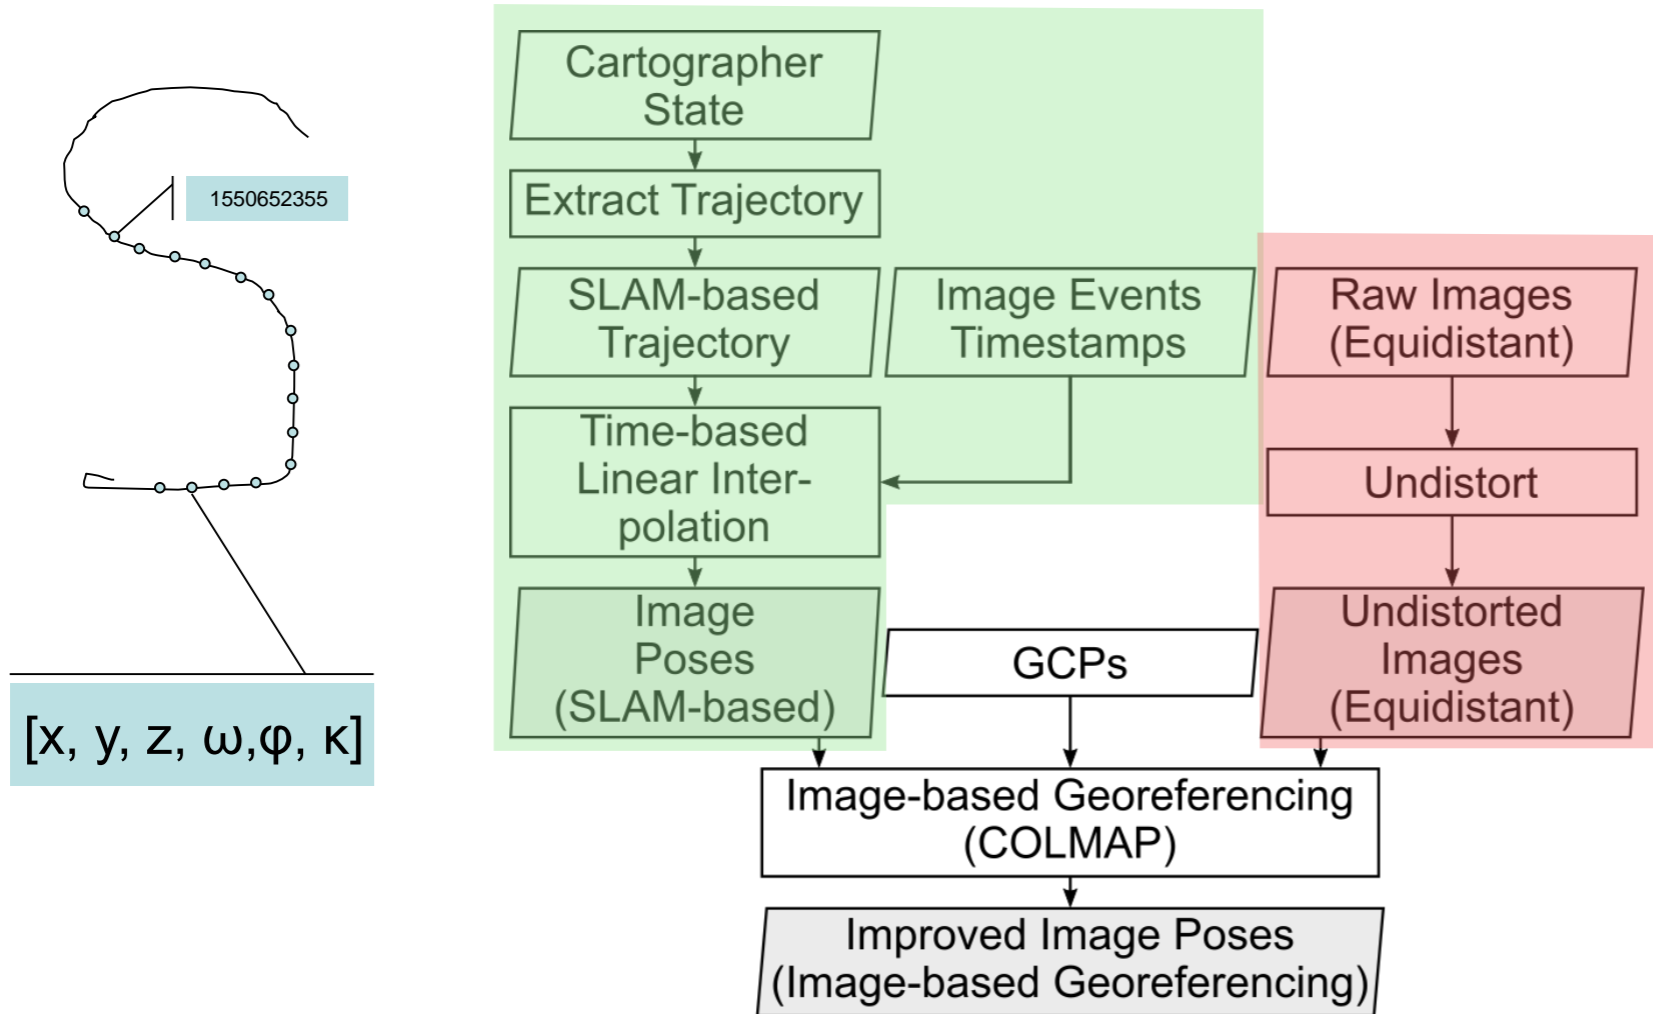 1550652355
[x, y, z, ω,φ, κ]
Cartographer
State
Extract Trajectory
SLAM-based
Trajectory
Image Events
Timestamps
Raw Images
(Equidistant)
Time-based
Linear Inter-
polation
Undistort
Image
Poses
(SLAM-based)
GCPs
Undistorted
Images
(Equidistant)
Image-based Georeferencing
(COLMAP)
Improved Image Poses
(Image-based Georeferencing)